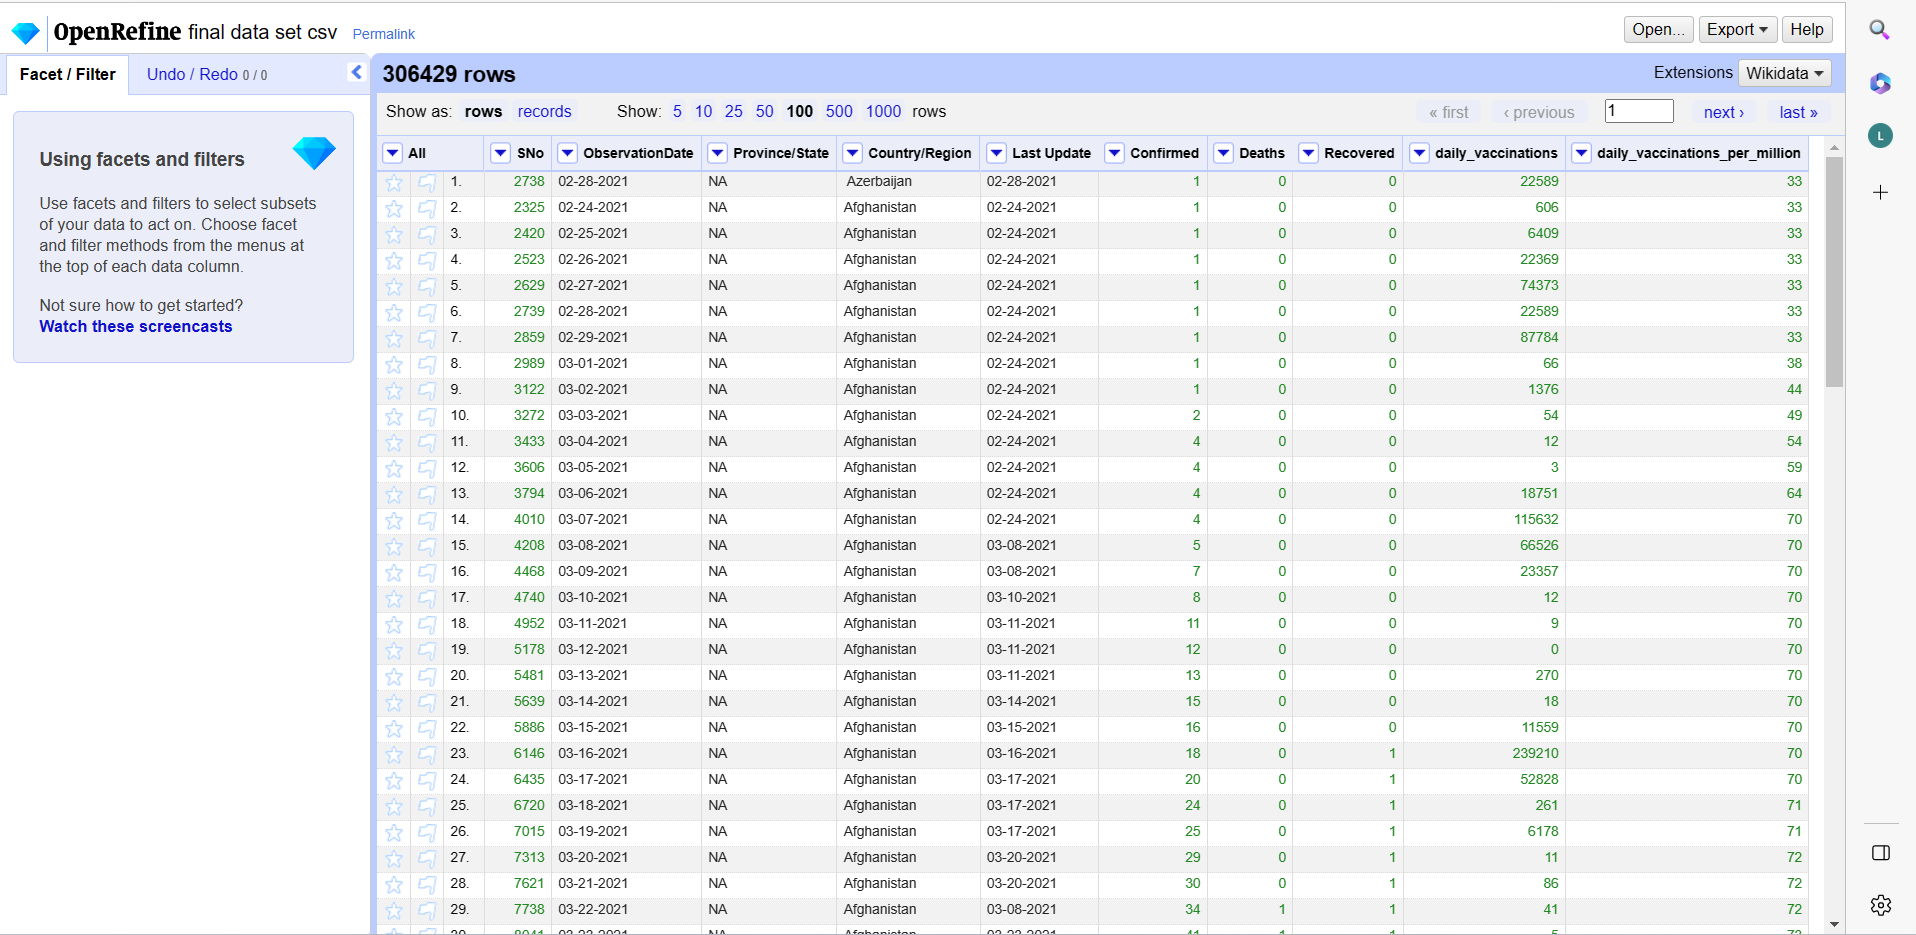 OpenRefine final data set csv Permalink Open... Export Help
Facet / Filter Undo / Redo 0 / 0
306429 rows Extensions Wikidata
Show as: rows records Show: 5 10 25 50 100 500 1000 rows « first ‹ previous 1 next › last »
Using facets and filters
Use facets and filters to select subsets
of your data to act on. Choose facet
and filter methods from the menus at
the top of each data column.
Not sure how to get started?
Watch these screencasts
All SNo ObservationDate Province/State Country/Region Last Update Confirmed Deaths Recovered daily_vaccinations daily_vaccinations_per_million
1. 2738 02-28-2021 NA Azerbaijan 02-28-2021 1 0 0 22589 33
2. 2325 02-24-2021 NA Afghanistan 02-24-2021 1 0 0 606 33
3. 2420 02-25-2021 NA Afghanistan 02-24-2021 1 0 0 6409 33
4. 2523 02-26-2021 NA Afghanistan 02-24-2021 1 0 0 22369 33
5. 2629 02-27-2021 NA Afghanistan 02-24-2021 1 0 0 74373 33
6. 2739 02-28-2021 NA Afghanistan 02-24-2021 1 0 0 22589 33
7. 2859 02-29-2021 NA Afghanistan 02-24-2021 1 0 0 87784 33
8. 2989 03-01-2021 NA Afghanistan 02-24-2021 1 0 0 66 38
9. 3122 03-02-2021 NA Afghanistan 02-24-2021 1 0 0 1376 44
10. 3272 03-03-2021 NA Afghanistan 02-24-2021 2 0 0 54 49
11. 3433 03-04-2021 NA Afghanistan 02-24-2021 4 0 0 12 54
12. 3606 03-05-2021 NA Afghanistan 02-24-2021 4 0 0 3 59
13. 3794 03-06-2021 NA Afghanistan 02-24-2021 4 0 0 18751 64
14. 4010 03-07-2021 NA Afghanistan 02-24-2021 4 0 0 115632 70
15. 4208 03-08-2021 NA Afghanistan 03-08-2021 5 0 0 66526 70
16. 4468 03-09-2021 NA Afghanistan 03-08-2021 7 0 0 23357 70
17. 4740 03-10-2021 NA Afghanistan 03-10-2021 8 0 0 12 70
18. 4952 03-11-2021 NA Afghanistan 03-11-2021 11 0 0 9 70
19. 5178 03-12-2021 NA Afghanistan 03-11-2021 12 0 0 0 70
20. 5481 03-13-2021 NA Afghanistan 03-11-2021 13 0 0 270 70
21. 5639 03-14-2021 NA Afghanistan 03-14-2021 15 0 0 18 70
22. 5886 03-15-2021 NA Afghanistan 03-15-2021 16 0 0 11559 70
23. 6146 03-16-2021 NA Afghanistan 03-16-2021 18 0 1 239210 70
24. 6435 03-17-2021 NA Afghanistan 03-17-2021 20 0 1 52828 70
25. 6720 03-18-2021 NA Afghanistan 03-17-2021 24 0 1 261 71
26. 7015 03-19-2021 NA Afghanistan 03-17-2021 25 0 1 6178 71
27. 7313 03-20-2021 NA Afghanistan 03-20-2021 29 0 1 11 72
28. 7621 03-21-2021 NA Afghanistan 03-20-2021 30 0 1 86 72
29. 7738 03-22-2021 NA Afghanistan 03-08-2021 34 1 1 41 72
L